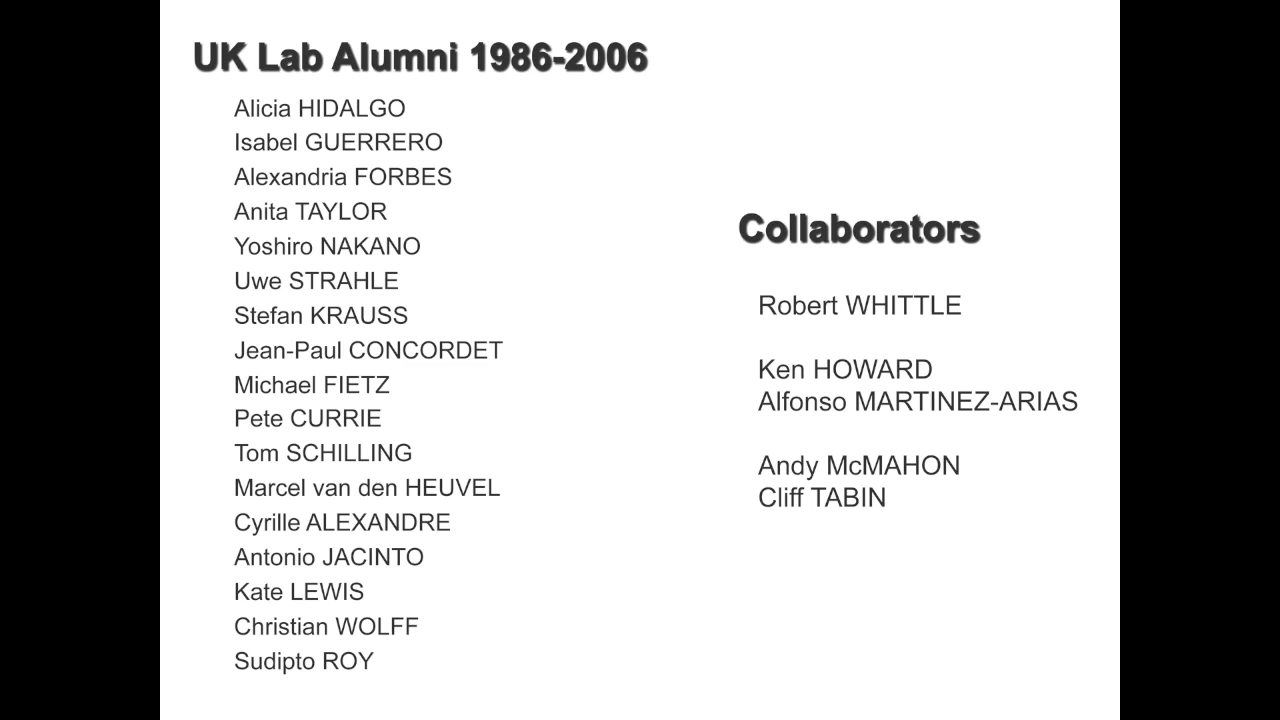 UK Lab Alumni 1986-2006
Alicia HIDALGO
Isabel GUERRERO
Alexandria FORBES
Anita TAYLOR
Yoshiro NAKANO
Uwe STRAHLE
Stefan KRAUSS
Jean-Paul CONCORDET
Michael FIETZ
Pete CURRIE
Tom SCHILLING
Marcel van den HEUVEL
Cyrille ALEXANDRE
Antonio JACINTO
Kate LEWIS
Christian WOLFF
Sudipto ROY
Collaborators
Robert WHITTLE
Ken HOWARD
Alfonso MARTINEZ-ARIAS
Andy McMAHON
Cliff TABIN